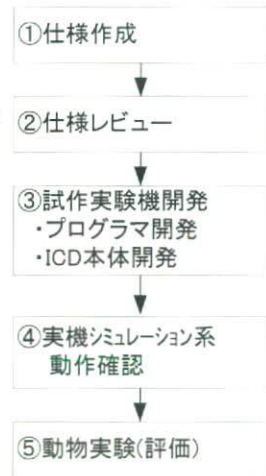 ①仕様作成
②仕様レビュー
③試作実験機開発
・プログラマ開発
・ICD本体開発
④実機シミュレーション系
動作確認
⑤動物実験(評価)